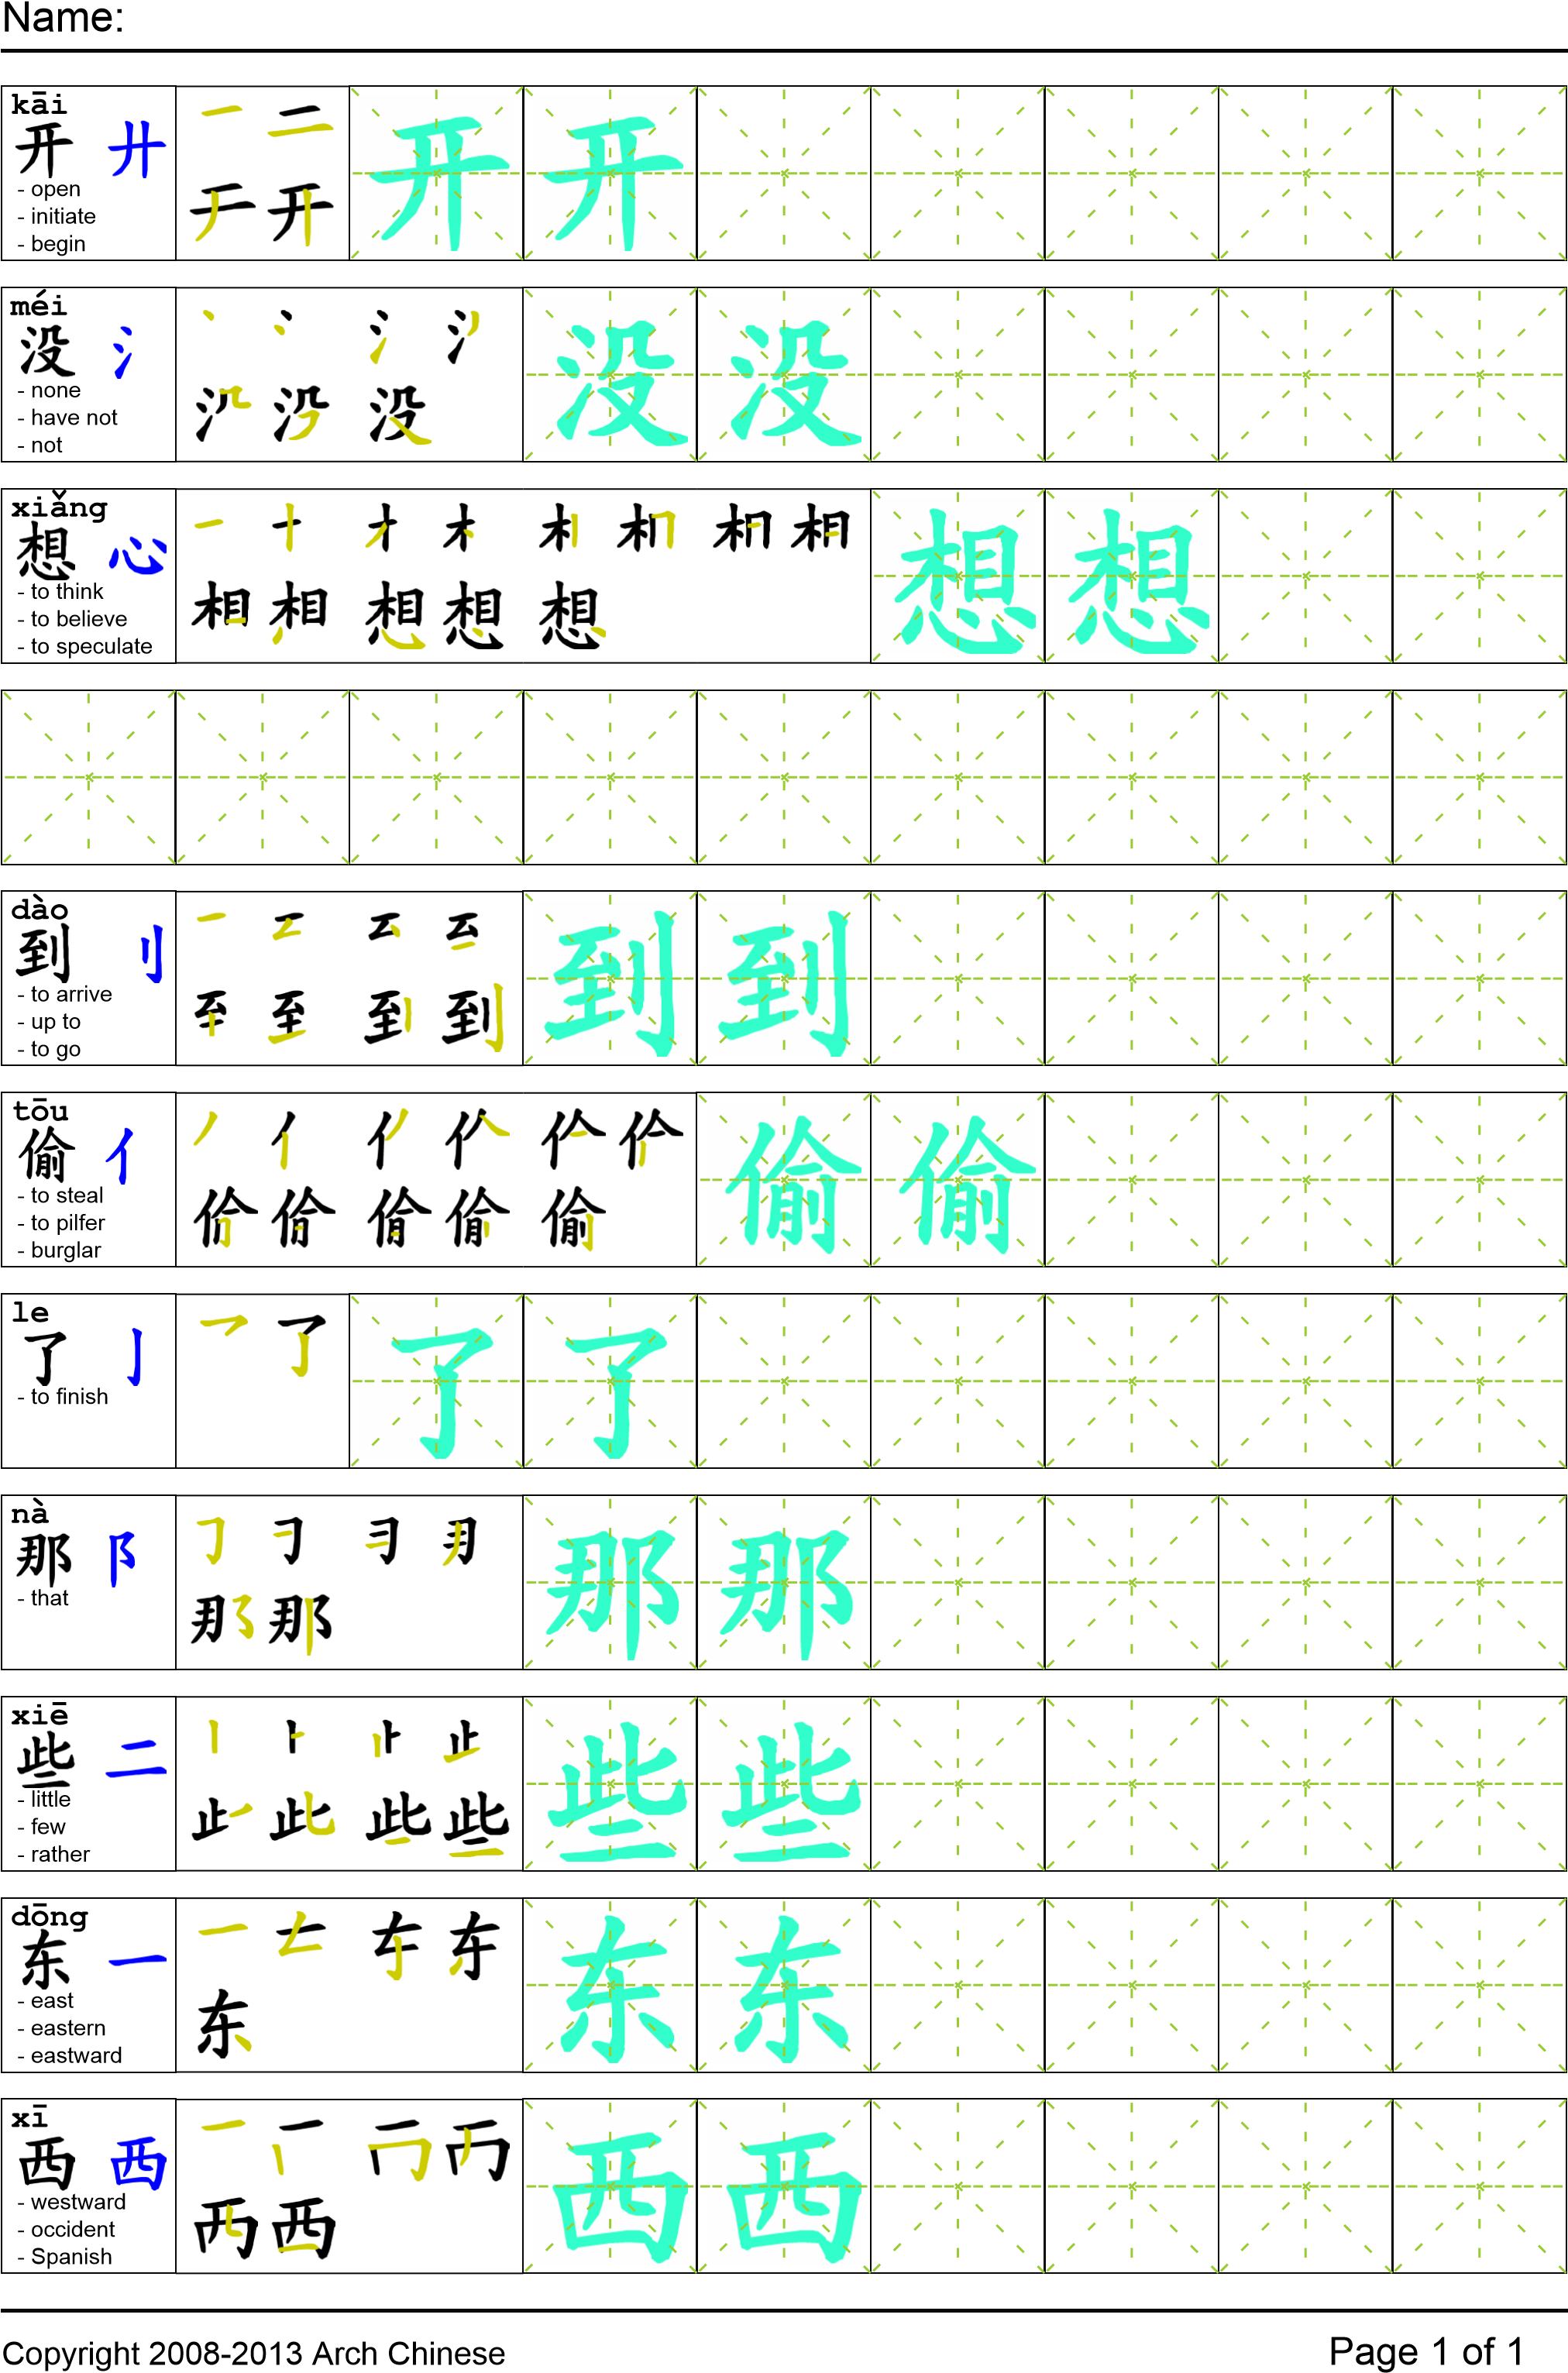 Name:
kāi
开 廾
- open
- initiate
- begin
开 开
méi
没 氵
- none
- have not
- not
没 没
xiǎng
想 心
- to think
- to believe
- to speculate
想 想
dào
到 刂
- to arrive
- up to
- to go
到 到
tōu
偷 亻
- to steal
- to pilfer
- burglar
偷 偷
le
了 亅
- to finish
了 了
nà
那 阝
- that
那 那
xiē
些 二
- little
- few
- rather
些 些
dōng
东 一
- east
- eastern
- eastward
东 东
xī
西 西
- westward
- occident
- Spanish
西 西
Copyright 2008-2013 Arch Chinese
Page 1 of 1